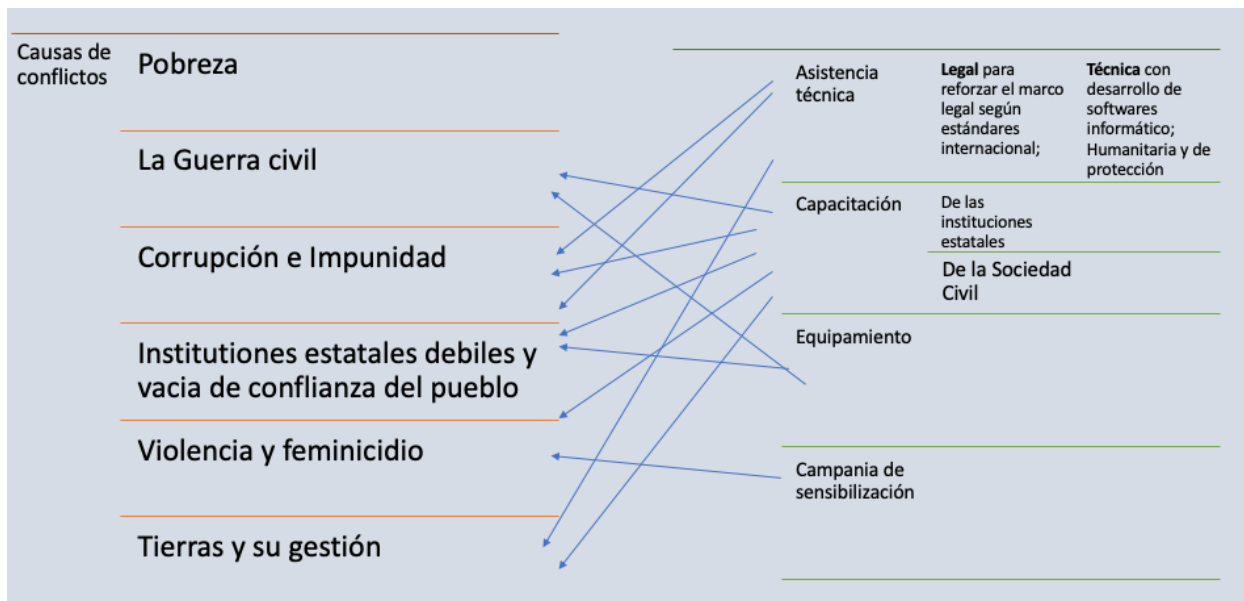 Causas de
conflictos
Pobreza
La Guerra civil
Corrupción e Impunidad
Institutiones estatales debiles y
vacia de conflianza del pueblo
Violencia y feminicidio
Tierras y su gestión
Asistencia
técnica
Legal para
reforzar el marco
legal según
estándares
internacional;
Técnica con
desarrollo de
softwares
informático;
Humanitaria y de
protección
Capacitación
De las
instituciones
estatales
De la Sociedad
Civil
Equipamiento
Campania de
sensibilización